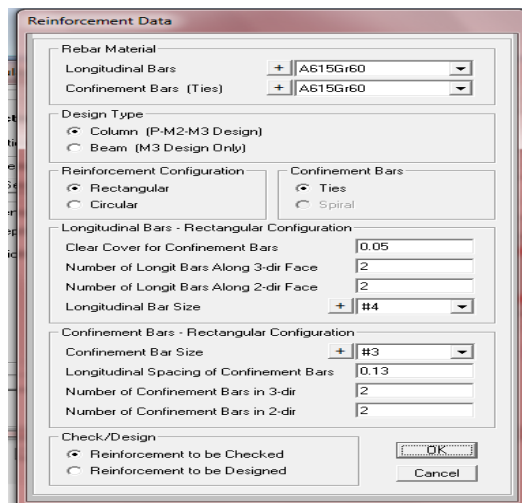 Reinforcement Data
Rebar Material
Longitudinal Bars + A615Gr60
Confinement Bars (Ties) + A615Gr60
Design Type
Column (P-M2-M3 Design)
Beam (M3 Design Only)
Reinforcement Configuration
Rectangular
Circular
Confinement Bars
Ties
Spiral
Longitudinal Bars - Rectangular Configuration
Clear Cover for Confinement Bars 0.05
Number of Longit Bars Along 3-dir Face 2
Number of Longit Bars Along 2-dir Face 2
Longitudinal Bar Size + #4
Confinement Bars - Rectangular Configuration
Confinement Bar Size + #3
Longitudinal Spacing of Confinement Bars 0.13
Number of Confinement Bars in 3-dir 2
Number of Confinement Bars in 2-dir 2
Check/Design
Reinforcement to be Checked
Reinforcement to be Designed
OK
Cancel